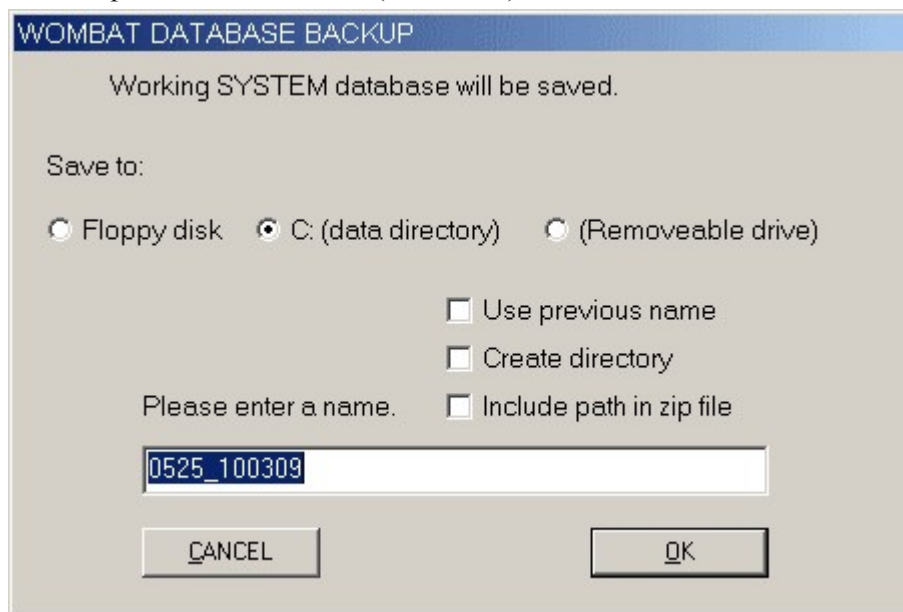 WOMBAT DATABASE BACKUP
Working SYSTEM database will be saved.
Save to:
Floppy disk C: (data directory) (Removeable drive)
Use previous name
Create directory
Please enter a name. Include path in zip file
0525_100309
CANCEL OK